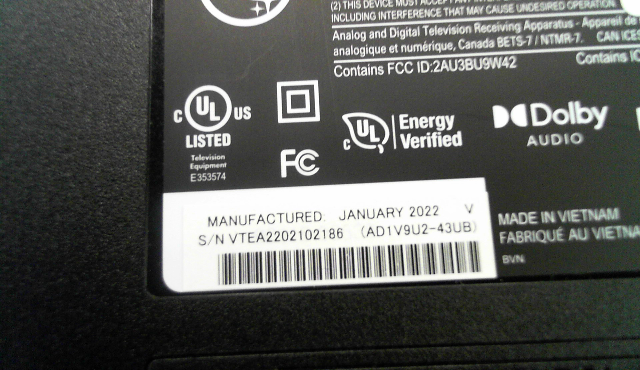 (2) THIS DEVICE MUST ACCEPT AN
INCLUDING INTERFERENCE THAT MAY CAUSE UNDESIRED OPERATION.
Analog and Digital Television Receiving Apparatus - Appareil de
analogique et numérique, Canada BETS-7 / NTMR-7. CAN ICES
Contains FCC ID:2AU3BU9W42
Contains IC
C UL US
LISTED
Television
Equipment
E353574
FC
C UL Energy
Verified
Dolby
AUDIO
MANUFACTURED: JANUARY 2022 V
S/N VTEA2202102186 (AD1V9U2-43UB)
MADE IN VIETNAM
FABRIQUÉ AU VIETNA
BVN